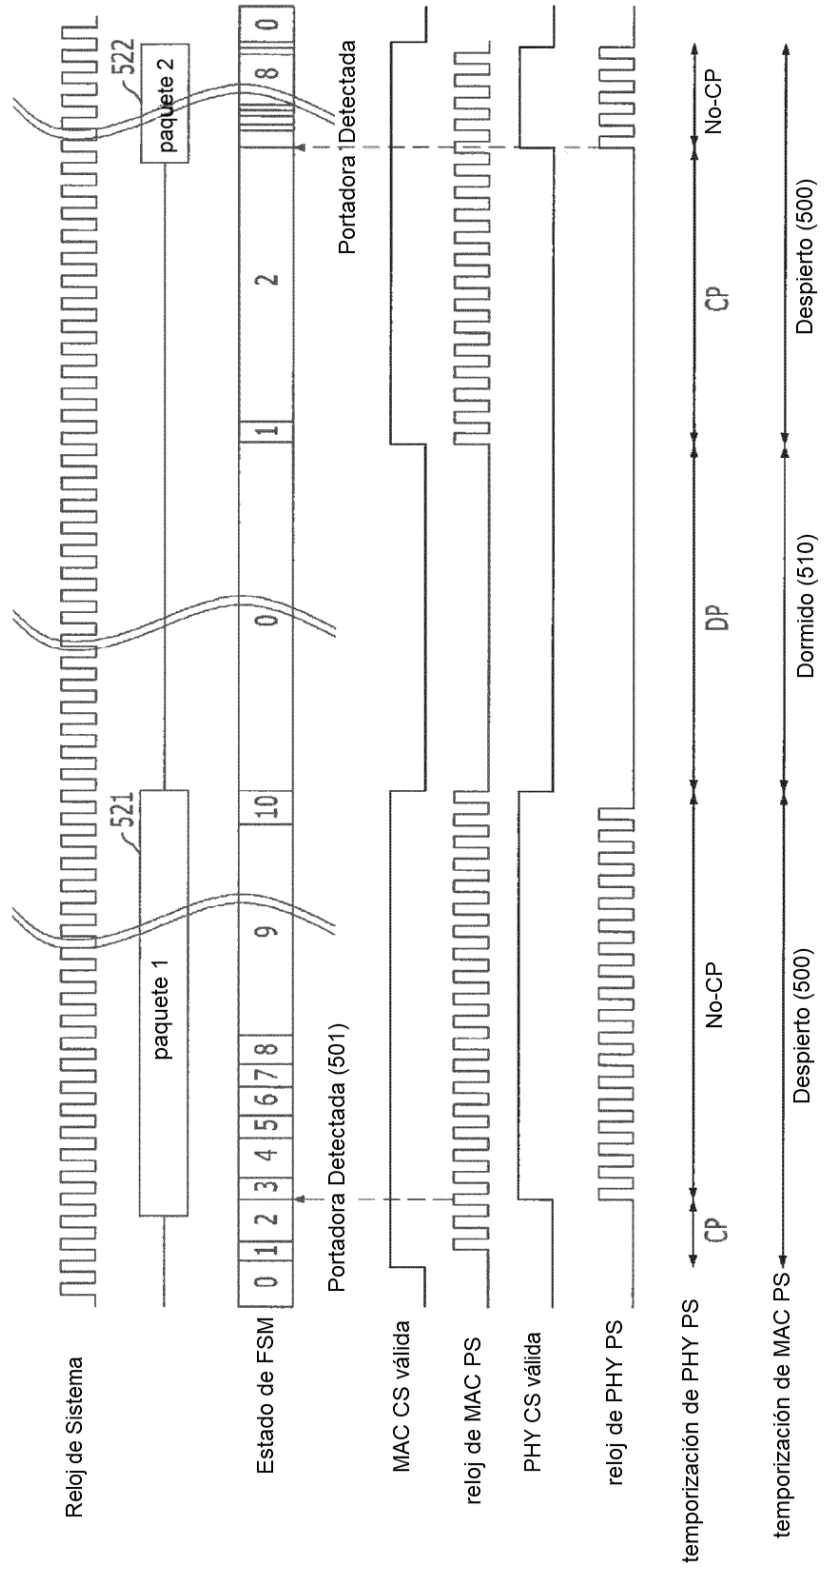 Reloj de Sistema
paquete 1
521
paquete 2
522
Estado de FSM
0 1 2 3 4 5 6 7 8 9 10 0 1 2 8 0
Portadora Detectada (501)
Portadora 1Detectada
MAC CS válida
reloj de MAC PS
PHY CS válida
reloj de PHY PS
temporización de PHY PS
CP
No-CP
DP
CP
No-CP
temporización de MAC PS
Despierto (500)
Dormido (510)
Despierto (500)